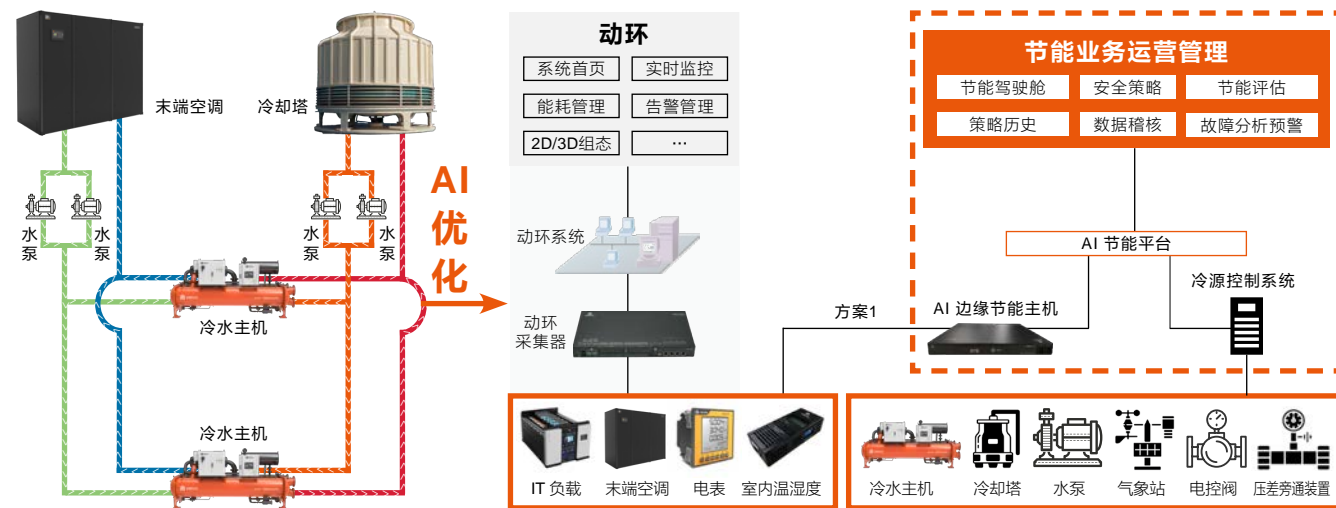 末端空调
冷却塔
水泵
水泵
水泵
水泵
冷水主机
冷水主机
AI
优
化
动环
系统首页
实时监控
能耗管理
告警管理
2D/3D组态
...
动环系统
动环
采集器
IT 负载
末端空调
电表
室内温湿度
方案1
节能业务运营管理
节能驾驶舱
安全策略
节能评估
策略历史
数据稽核
故障分析预警
AI 节能平台
AI 边缘节能主机
冷源控制系统
冷水主机
冷却塔
水泵
气象站
电控阀
压差旁通装置